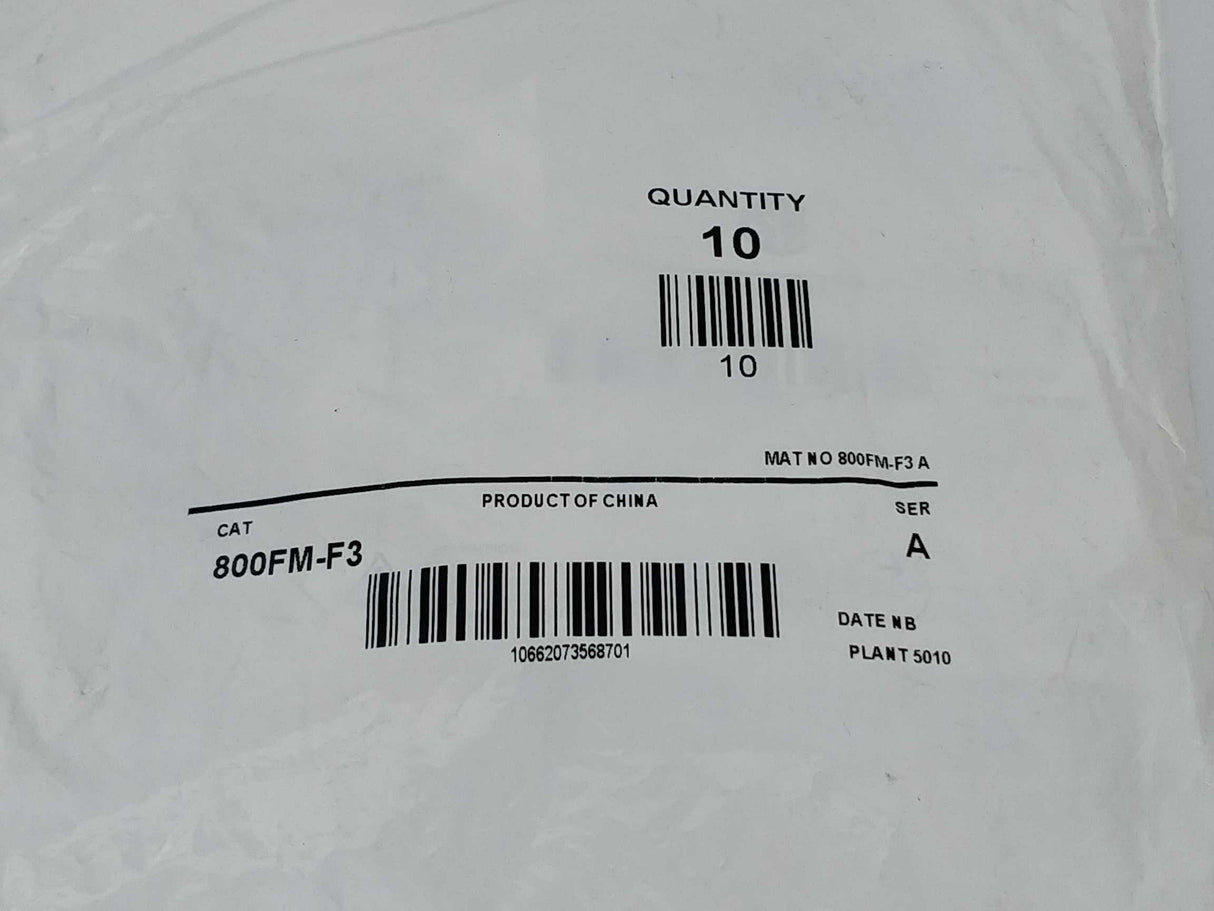 QUANTITY
10
10
MAT NO 800FM-F3 A
PRODUCT OF CHINA
SER
CAT
A
800FM-F3
10662073568701
DATE NB
PLANT 5010